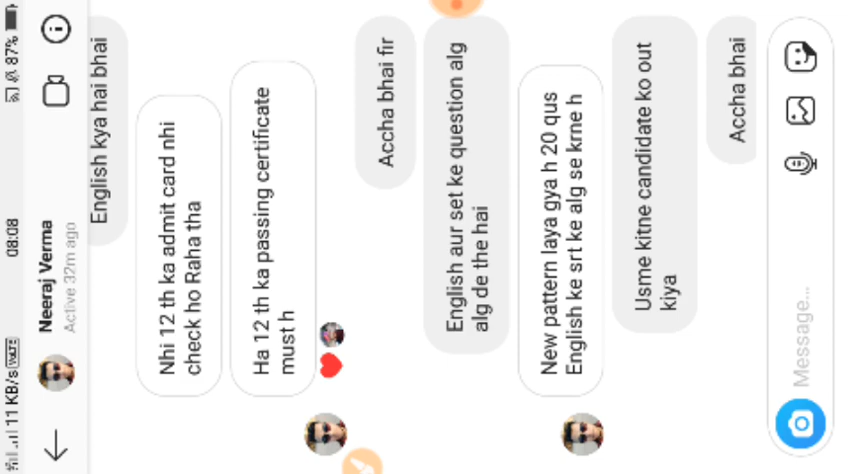 11 KB/s VoLTE
08:08
87%
Neeraj Verma
Active 32m ago
English kya hai bhai
Nhi 12 th ka admit card nhi
check ho Raha tha
Ha 12 th ka passing certificate
must h
Accha bhai fir
English aur set ke question alg
alg de the hai
New pattern laya gya h 20 qus
English ke srt ke alg se krne h
Usme kitne candidate ko out
kiya
Accha bhai
Message...